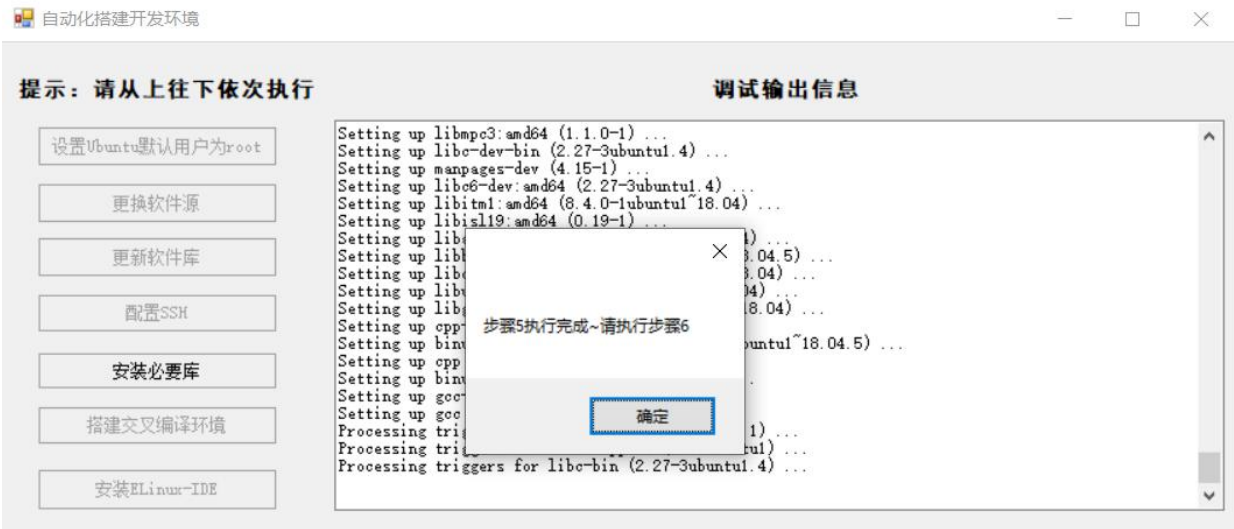 自动化搭建开发环境
提示：请从上往下依次执行
调试输出信息
设置Ubuntu默认用户为root
更换软件源
更新软件库
配置SSH
安装必要库
搭建交叉编译环境
安装ELinux-IDE
Setting up libmpc3:amd64 (1.1.0-1) ...
Setting up libc-dev-bin (2.27-3ubuntu1.4) ...
Setting up manpages-dev (4.15-1) ...
Setting up libc6-dev:amd64 (2.27-3ubuntu1.4) ...
Setting up libitm1:amd64 (8.4.0-1ubuntu1~18.04) ...
Setting up libisl19:amd64 (0.19-1) ...
Setting up
Setting up
Setting up
Setting up
Setting up
Setting up cpp
Setting up 18.04.5) ...
Setting up cpp
Setting up
Setting up gcc
Setting up gcc
Processing
Processing
Processing triggers for libc-bin (2.27-3ubuntu1.4) ...
步骤5执行完成~请执行步骤6
确定